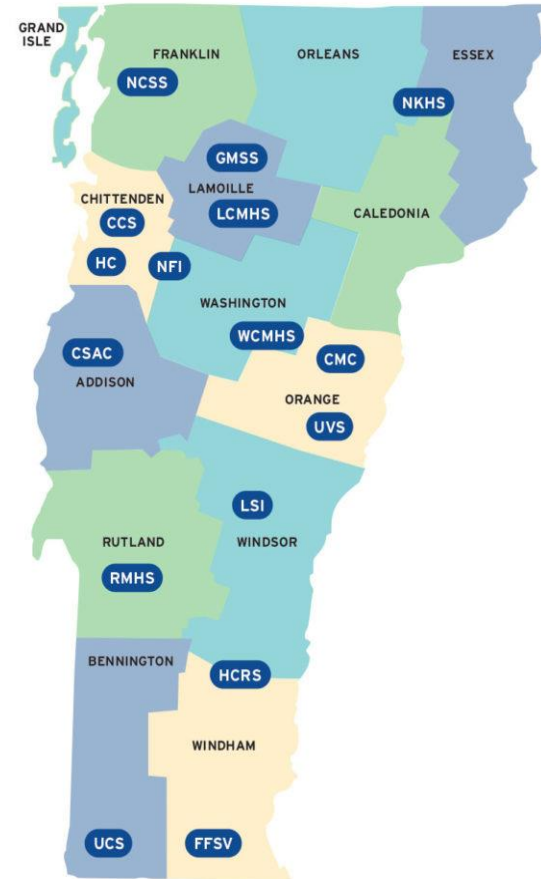 GRAND
ISLE
FRANKLIN
ORLEANS
ESSEX
NCSS
NKHS
GMSS
LAMOILLE
CHITTENDEN
LCMHS
CALEDONIA
CCS
HC
NFI
WASHINGTON
WCMHS
CSAC
CMC
ADDISON
ORANGE
UVS
LSI
RUTLAND
WINDSOR
RMHS
BENNINGTON
HCRS
WINDHAM
UCS
FFSV